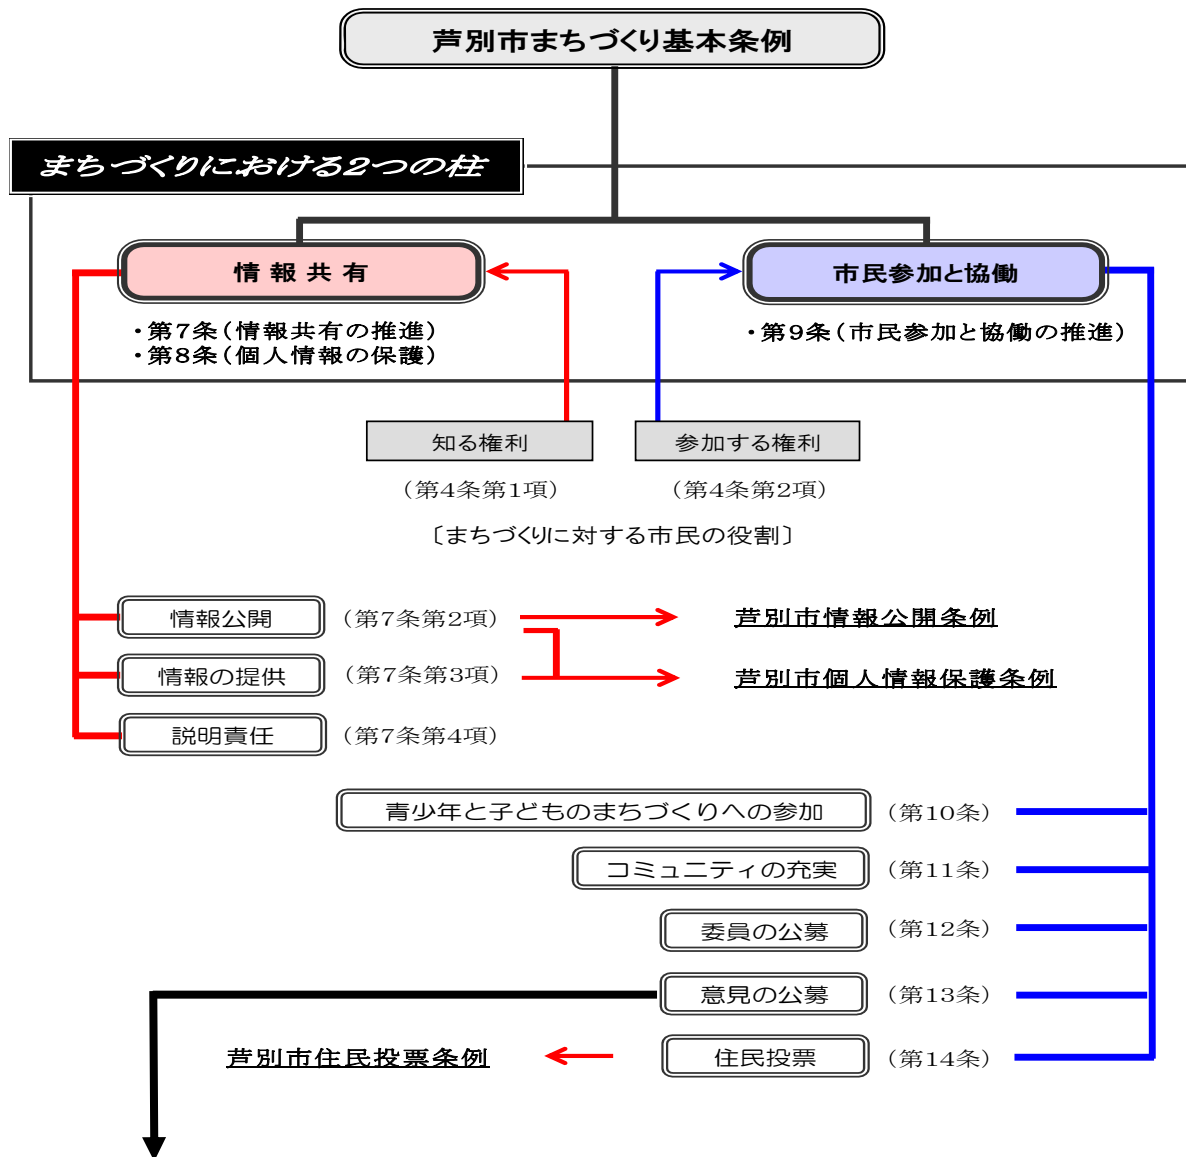 芦別市まちづくり基本条例
まちづくりにおける2つの柱
情報共有
市民参加と協働
・第7条（情報共有の推進）
・第8条（個人情報の保護）
・第9条（市民参加と協働の推進）
知る権利
参加する権利
（第4条第1項）
（第4条第2項）
〔まちづくりに対する市民の役割〕
情報公開
（第7条第2項）
芦別市情報公開条例
情報の提供
（第7条第3項）
芦別市個人情報保護条例
説明責任
（第7条第4項）
青少年と子どものまちづくりへの参加
（第10条）
コミュニティの充実
（第11条）
委員の公募
（第12条）
意見の公募
（第13条）
芦別市住民投票条例
住民投票
（第14条）